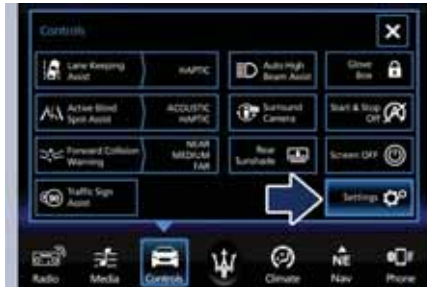 Controls
Lane Keeping
Assist
HAPTIC
Auto High
Beam Assist
Glove
Box
Active Blind
Spot Assist
ACOUSTIC
HAPTIC
Surround
Camera
Start & Stop
Off
Forward Collision
Warning
NEAR
MEDIUM
FAR
Rear
Sunshade
Screen OFF
Traffic Sign
Assist
90
Settings
Radio
Media
Controls
Climate
NE
Nav
Phone